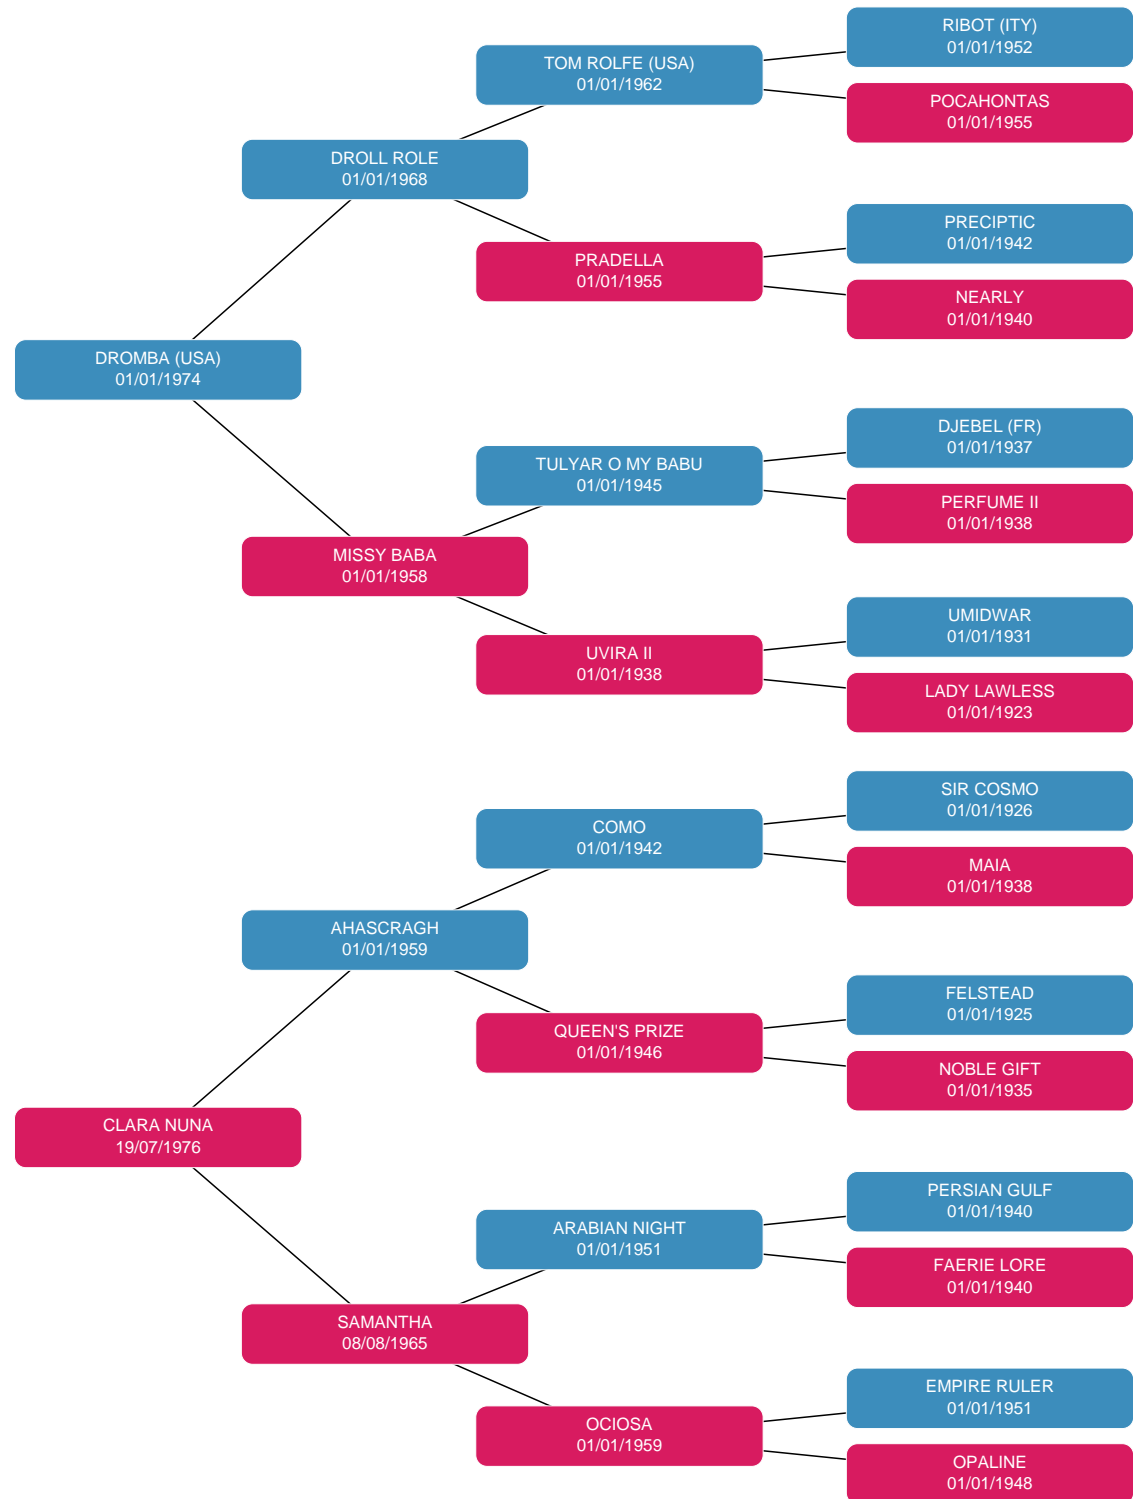 RIBOT (ITY)
01/01/1952
TOM ROLFE (USA)
01/01/1962
POCAHONTAS
01/01/1955
DROLL ROLE
01/01/1968
PRECIPTIC
01/01/1942
PRADELLA
01/01/1955
NEARLY
01/01/1940
DROMBA (USA)
01/01/1974
DJEBEL (FR)
01/01/1937
TULYAR O MY BABU
01/01/1945
PERFUME II
01/01/1938
MISSY BABA
01/01/1958
UMIDWAR
01/01/1931
UVIRA II
01/01/1938
LADY LAWLESS
01/01/1923
SIR COSMO
01/01/1926
COMO
01/01/1942
MAIA
01/01/1938
AHASCRAGH
01/01/1959
FELSTEAD
01/01/1925
QUEEN'S PRIZE
01/01/1946
NOBLE GIFT
01/01/1935
CLARA NUNA
19/07/1976
PERSIAN GULF
01/01/1940
ARABIAN NIGHT
01/01/1951
FAERIE LORE
01/01/1940
SAMANTHA
08/08/1965
EMPIRE RULER
01/01/1951
OCIOSA
01/01/1959
OPALINE
01/01/1948